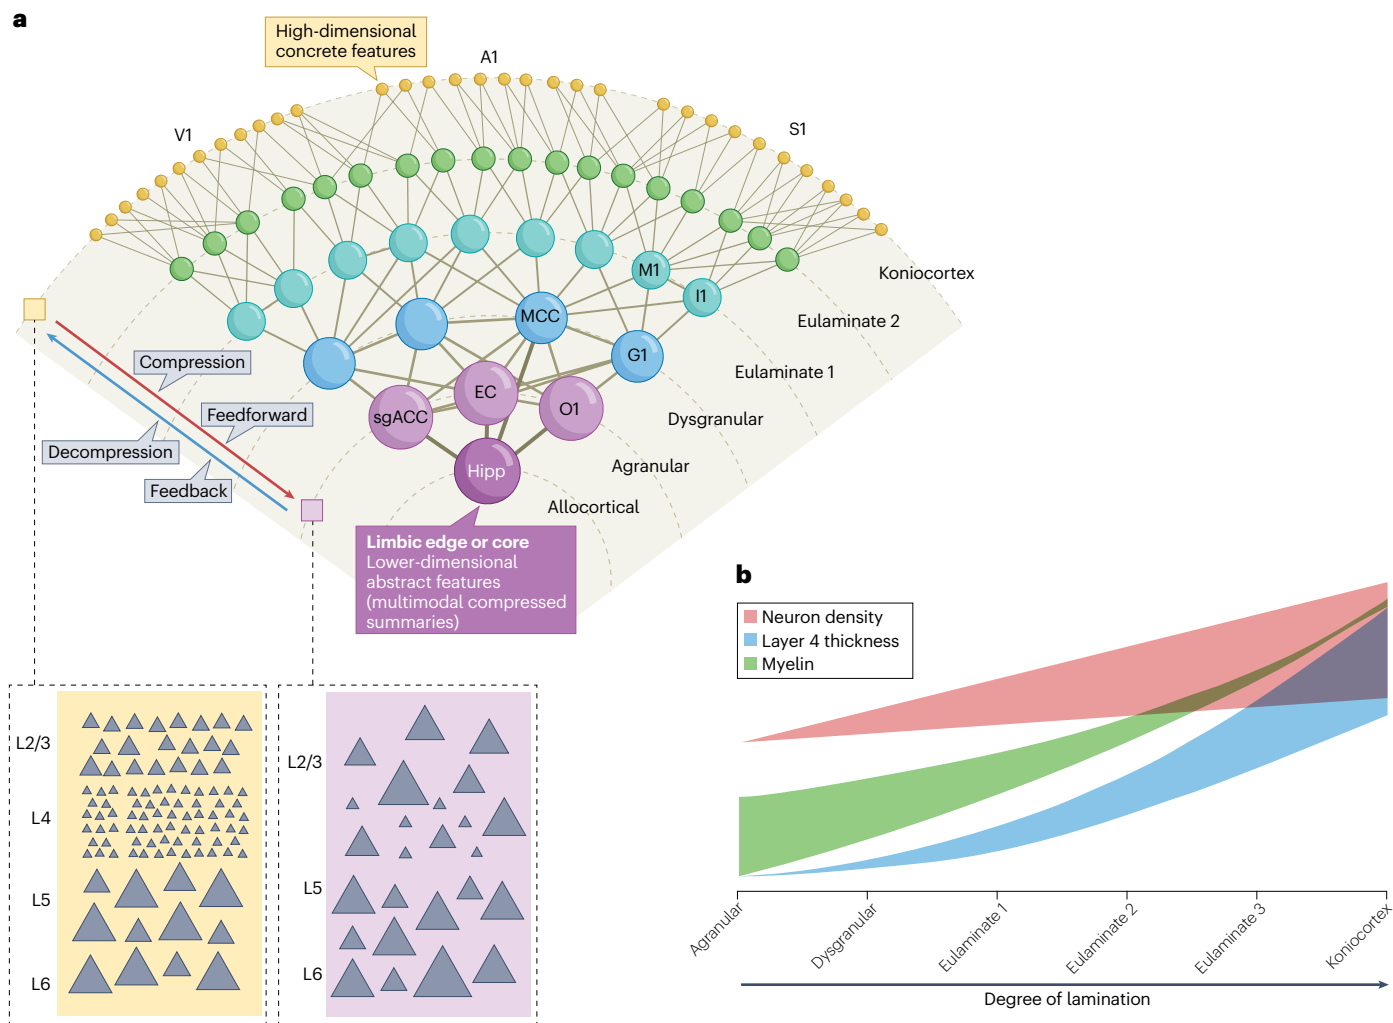 a
High-dimensional
concrete features
A1
V1
S1
Koniocortex
M1
I1
Eulaminate 2
MCC
G1
Eulaminate 1
Compression
EC
sgACC
O1
Feedforward
Dysgranular
Decompression
Hipp
Agranular
Feedback
Allocortical
Limbic edge or core
Lower-dimensional
abstract features
(multimodal compressed
summaries)
L2/3
L4
L5
L6
L2/3
L5
L6
b
Neuron density
Layer 4 thickness
Myelin
Agranular
Dysgranular
Eulaminate 1
Eulaminate 2
Eulaminate 3
Koniocortex
Degree of lamination